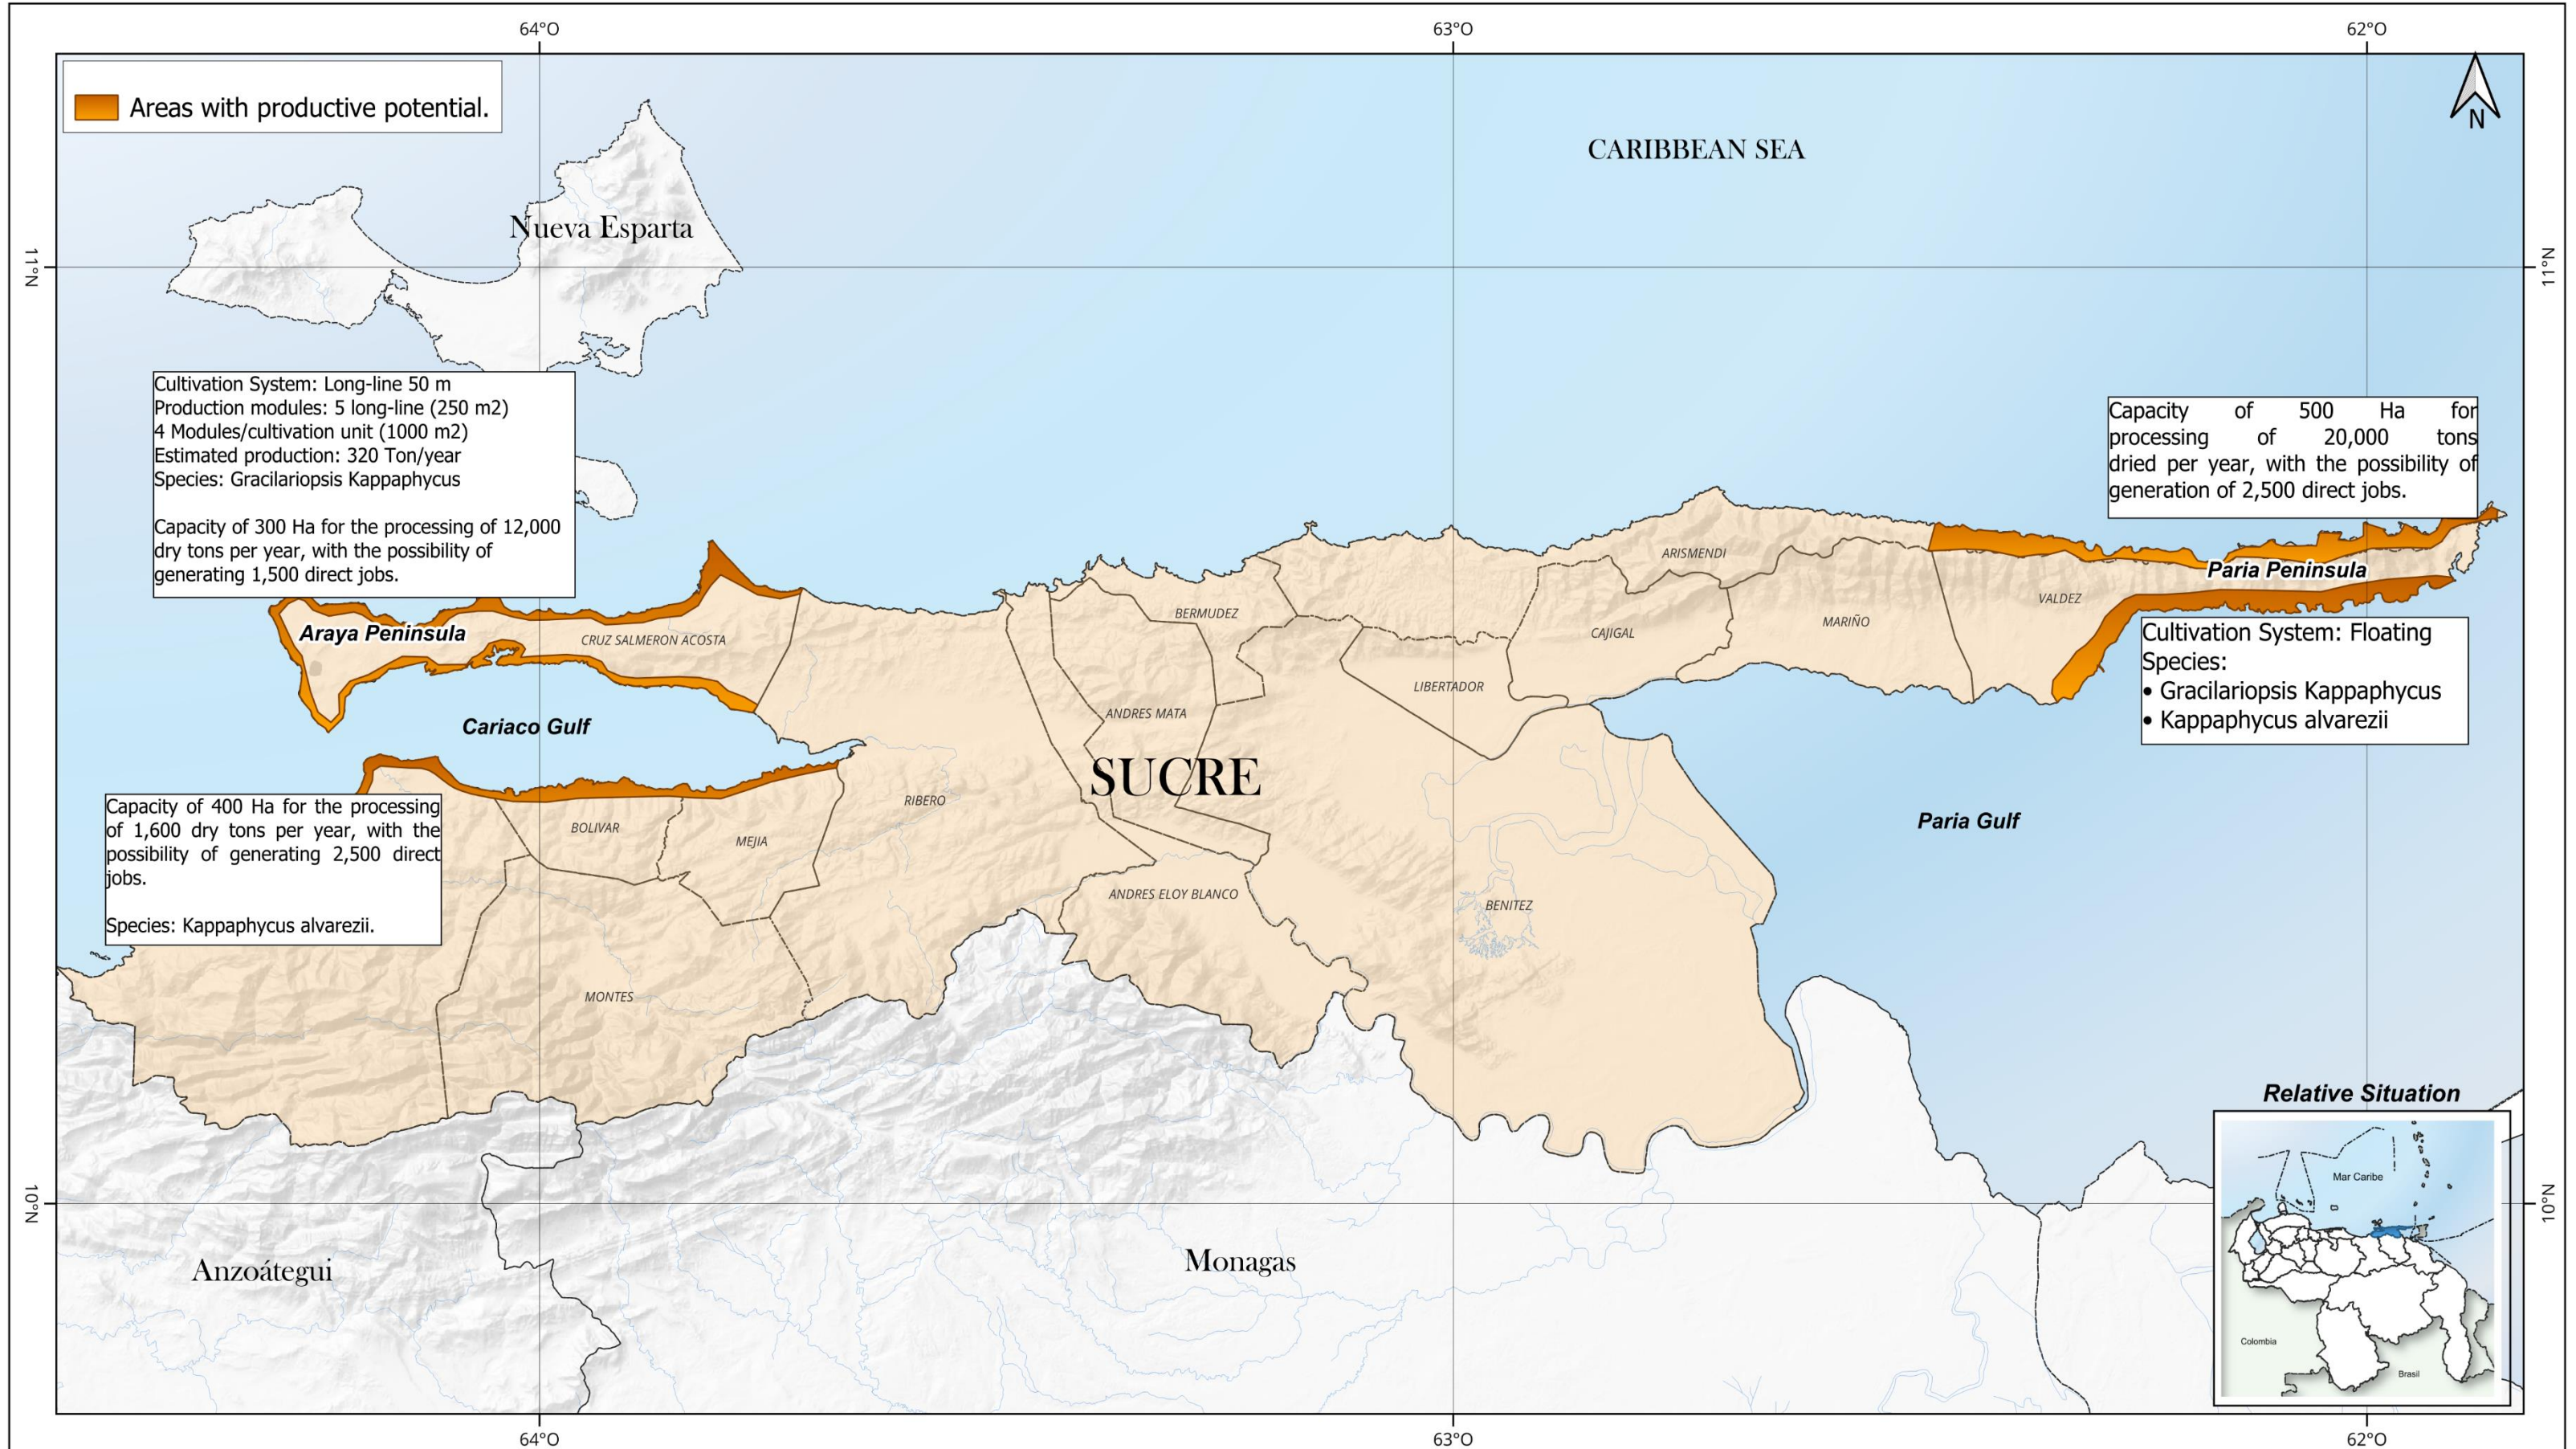 64°O
63°O
62°O
Areas with productive potential.
N
CARIBBEAN SEA
Nueva Esparta
11°N
11°N
Cultivation System: Long-line 50 m
Production modules: 5 long-line (250 m2)
4 Modules/cultivation unit (1000 m2)
Estimated production: 320 Ton/year
Species: Gracilariopsis Kappaphycus
Capacity of 300 Ha for the processing of 12,000
dry tons per year, with the possibility of
generating 1,500 direct jobs.
Capacity of 500 Ha for
processing of 20,000 tons
dried per year, with the possibility of
generation of 2,500 direct jobs.
ARISMENDI
Paria Peninsula
VALDEZ
BERMUDEZ
MARIÑO
CAJIGAL
Araya Peninsula
CRUZ SALMERON ACOSTA
Cultivation System: Floating
Species:
• Gracilariopsis Kappaphycus
• Kappaphycus alvarezii
LIBERTADOR
ANDRES MATA
Cariaco Gulf
SUCRE
RIBERO
Paria Gulf
BOLIVAR
MEJIA
Capacity of 400 Ha for the processing
of 1,600 dry tons per year, with the
possibility of generating 2,500 direct
jobs.
Species: Kappaphycus alvarezii.
ANDRES ELOY BLANCO
BENITEZ
MONTES
Relative Situation
Mar Caribe
Colombia
Brasil
10°N
10°N
Anzoátegui
Monagas
64°O
63°O
62°O